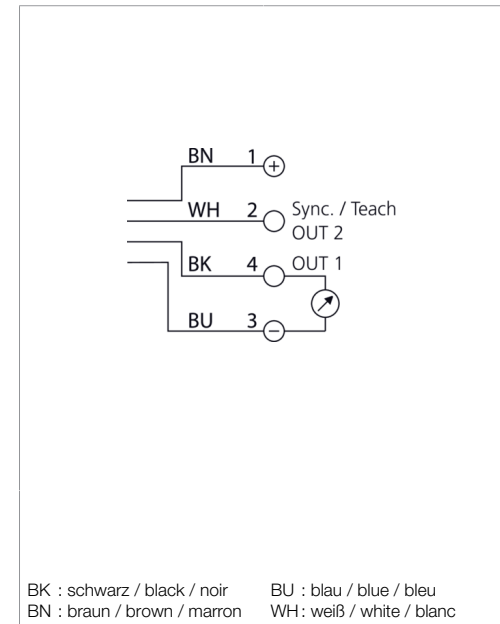 BN 1 +
WH 2 Sync. / Teach
OUT 2
BK 4 OUT 1
BU 3 −
BK : schwarz / black / noir BU : blau / blue / bleu
BN : braun / brown / marron WH : weiß / white / blanc